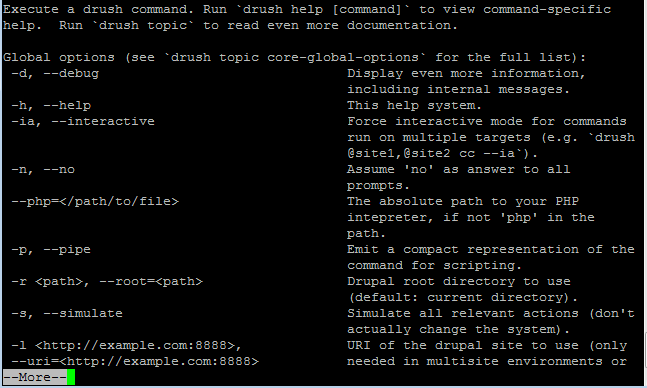 Execute a drush command. Run `drush help [command]` to view command-specific
help.  Run `drush topic` to read even more documentation.

Global options (see `drush topic core-global-options` for the full list):
 -d, --debug                               Display even more information,
                                           including internal messages.
 -h, --help                                This help system.
 -ia, --interactive                        Force interactive mode for commands
                                           run on multiple targets (e.g. `drush
                                           @site1,@site2 cc --ia`).
 -n, --no                                  Assume 'no' as answer to all
                                           prompts.
 --php=</path/to/file>                     The absolute path to your PHP
                                           intepreter, if not 'php' in the
                                           path.
 -p, --pipe                                Emit a compact representation of the
                                           command for scripting.
 -r <path>, --root=<path>                  Drupal root directory to use
                                           (default: current directory).
 -s, --simulate                            Simulate all relevant actions (don't
                                           actually change the system).
 -l <http://example.com:8888>,             URI of the drupal site to use (only
 --uri=<http://example.com:8888>           needed in multisite environments or
--More--